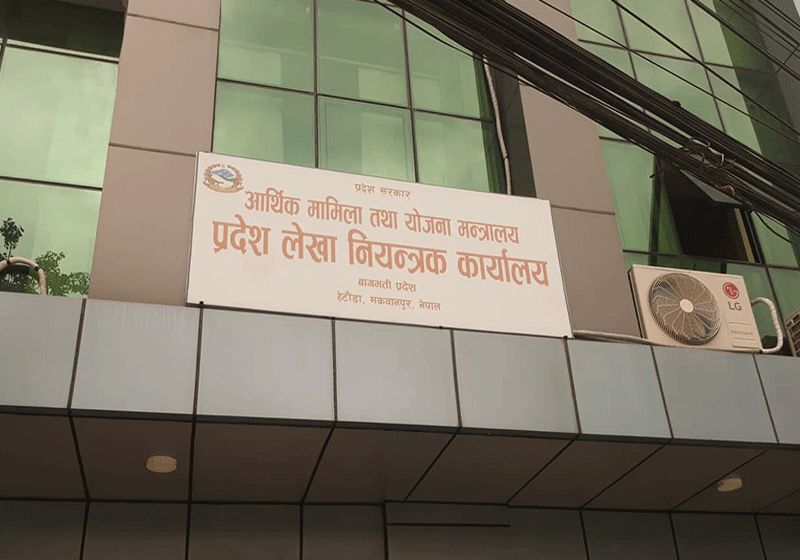 प्रदेश सरकार
आर्थिक मामिला तथा योजना मन्त्रालय
प्रदेश लेखा नियन्त्रक कार्यालय
बागमती प्रदेश
हेटौडा, मकवानपुर, नेपाल
LG